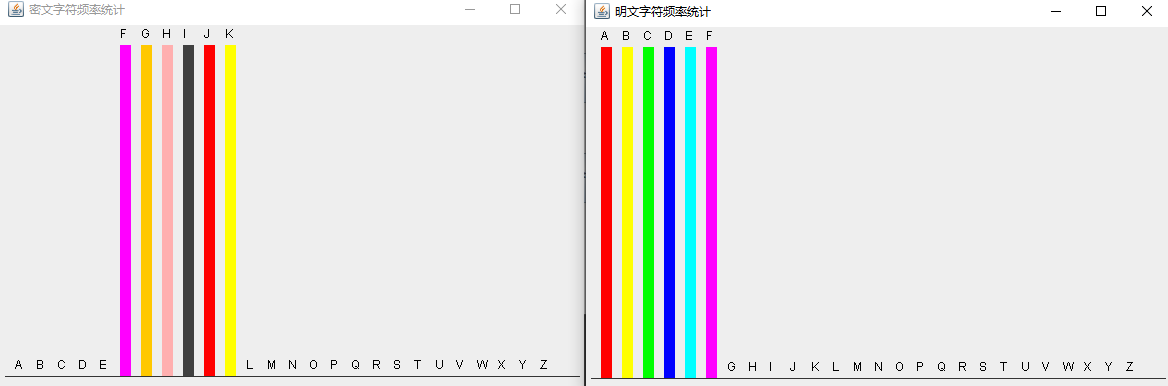 密文字符频率统计
F G H I J K
A B C D E L M N O P Q R S T U V W X Y Z
明文字符频率统计
A B C D E F
G H I J K L M N O P Q R S T U V W X Y Z